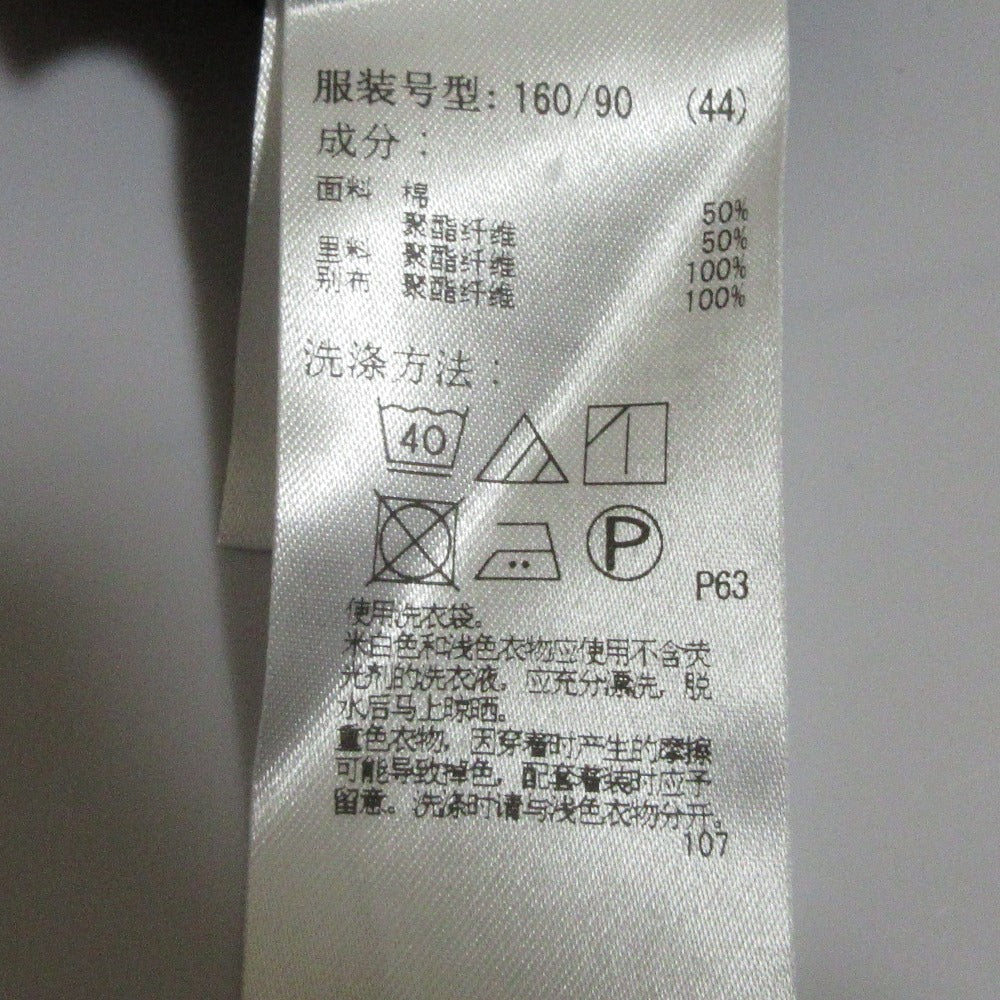 服装号型: 160/90 (44)
成分:
面料 棉 50%
聚酯纤维 50%
里料 聚酯纤维 100%
别布 聚酯纤维 100%
洗涤方法:
40
P
P63
使用洗衣袋。
米白色和浅色衣物应使用不含荧
光剂的洗衣液，应充分漂洗，脱
水后马上晾晒。
重色衣物，因穿着时产生的摩擦
可能导致掉色，配套着装时应予
留意。洗涤时请与浅色衣物分开。
107